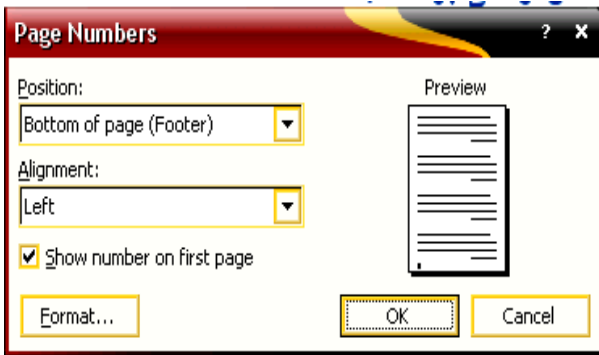 Page Numbers
? x
Position:
Preview
Bottom of page (Footer)
Alignment:
Left
Show number on first page
Format...
OK
Cancel